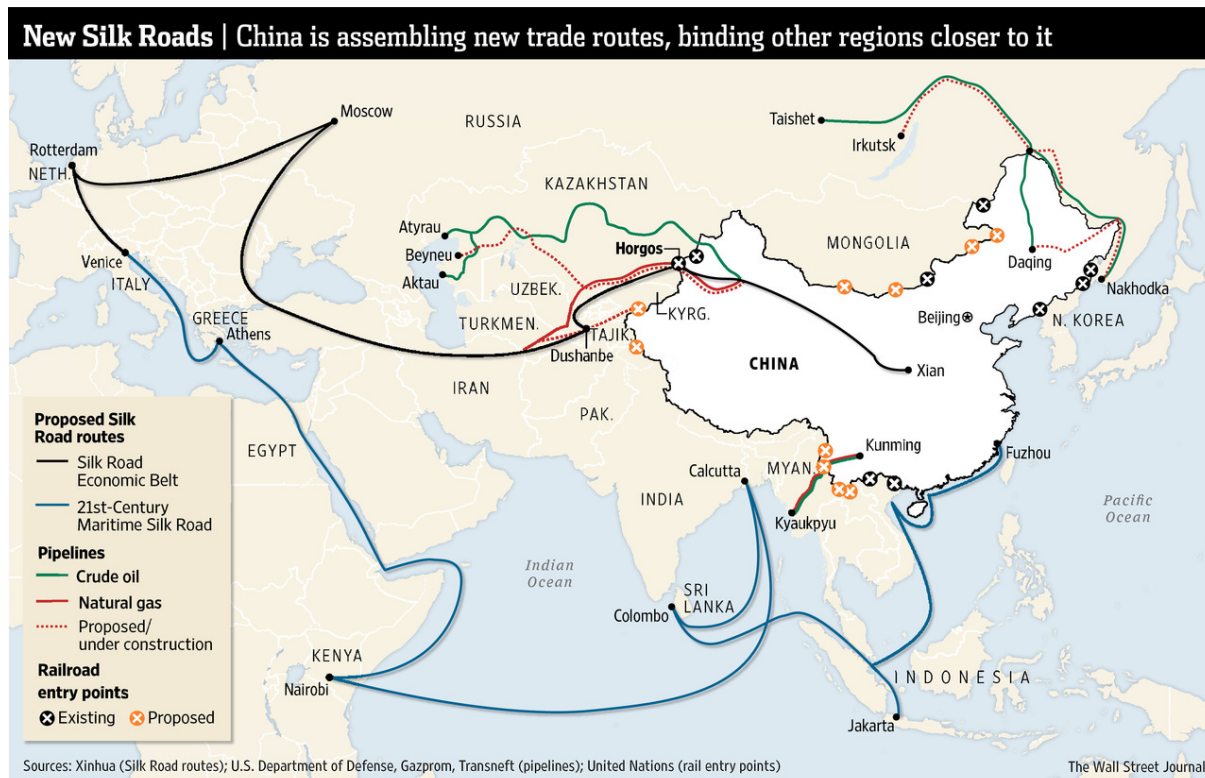 New Silk Roads | China is assembling new trade routes, binding other regions closer to it
Moscow
RUSSIA
Taishet
Irkutsk
Rotterdam
NETH.
KAZAKHSTAN
Atyrau
Beyneu
Aktau
Horgos
MONGOLIA
Venice
ITALY
Daqing
Nakhodka
UZBEK.
GREECE
Athens
TURKMEN.
KYRG.
TAJIK.
Dushanbe
Beijing
N. KOREA
CHINA
Xian
IRAN
PAK.
EGYPT
INDIA
Calcutta
MYAN.
Kunming
Fuzhou
Kyaukpyu
Pacific
Ocean
Indian
Ocean
SRI
LANKA
Colombo
KENYA
Nairobi
INDONESIA
Jakarta
Proposed Silk
Road routes
Silk Road
Economic Belt
21st-Century
Maritime Silk Road
Pipelines
Crude oil
Natural gas
Proposed/
under construction
Railroad
entry points
Existing
Proposed
Sources: Xinhua (Silk Road routes); U.S. Department of Defense, Gazprom, Transneft (pipelines); United Nations (rail entry points)
The Wall Street Journal